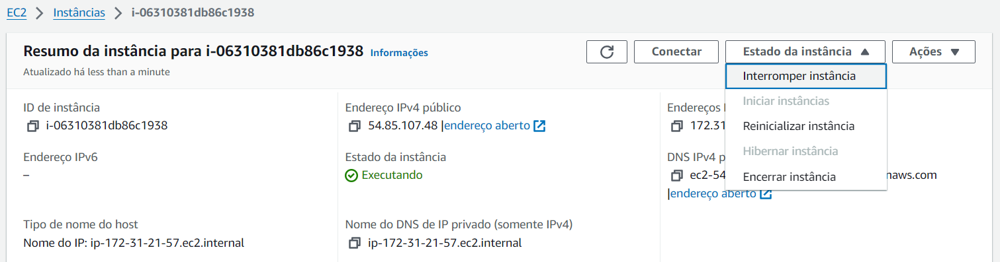 EC2 > Instâncias > i-06310381db86c1938
Resumo da instância para i-06310381db86c1938 Informações
Atualizado há less than a minute
Conectar
Estado da instância
Ações
Interromper instância
Iniciar instâncias
Reinicializar instância
Hibernar instância
Encerrar instância
ID de instância
i-06310381db86c1938
Endereço IPv4 público
54.85.107.48 |endereço aberto
Endereços
172.31
Endereço IPv6
–
Estado da instância
Executando
DNS IPv4 p
ec2-54
naws.com
|endereço aberto
Tipo de nome do host
Nome do IP: ip-172-31-21-57.ec2.internal
Nome do DNS de IP privado (somente IPv4)
ip-172-31-21-57.ec2.internal